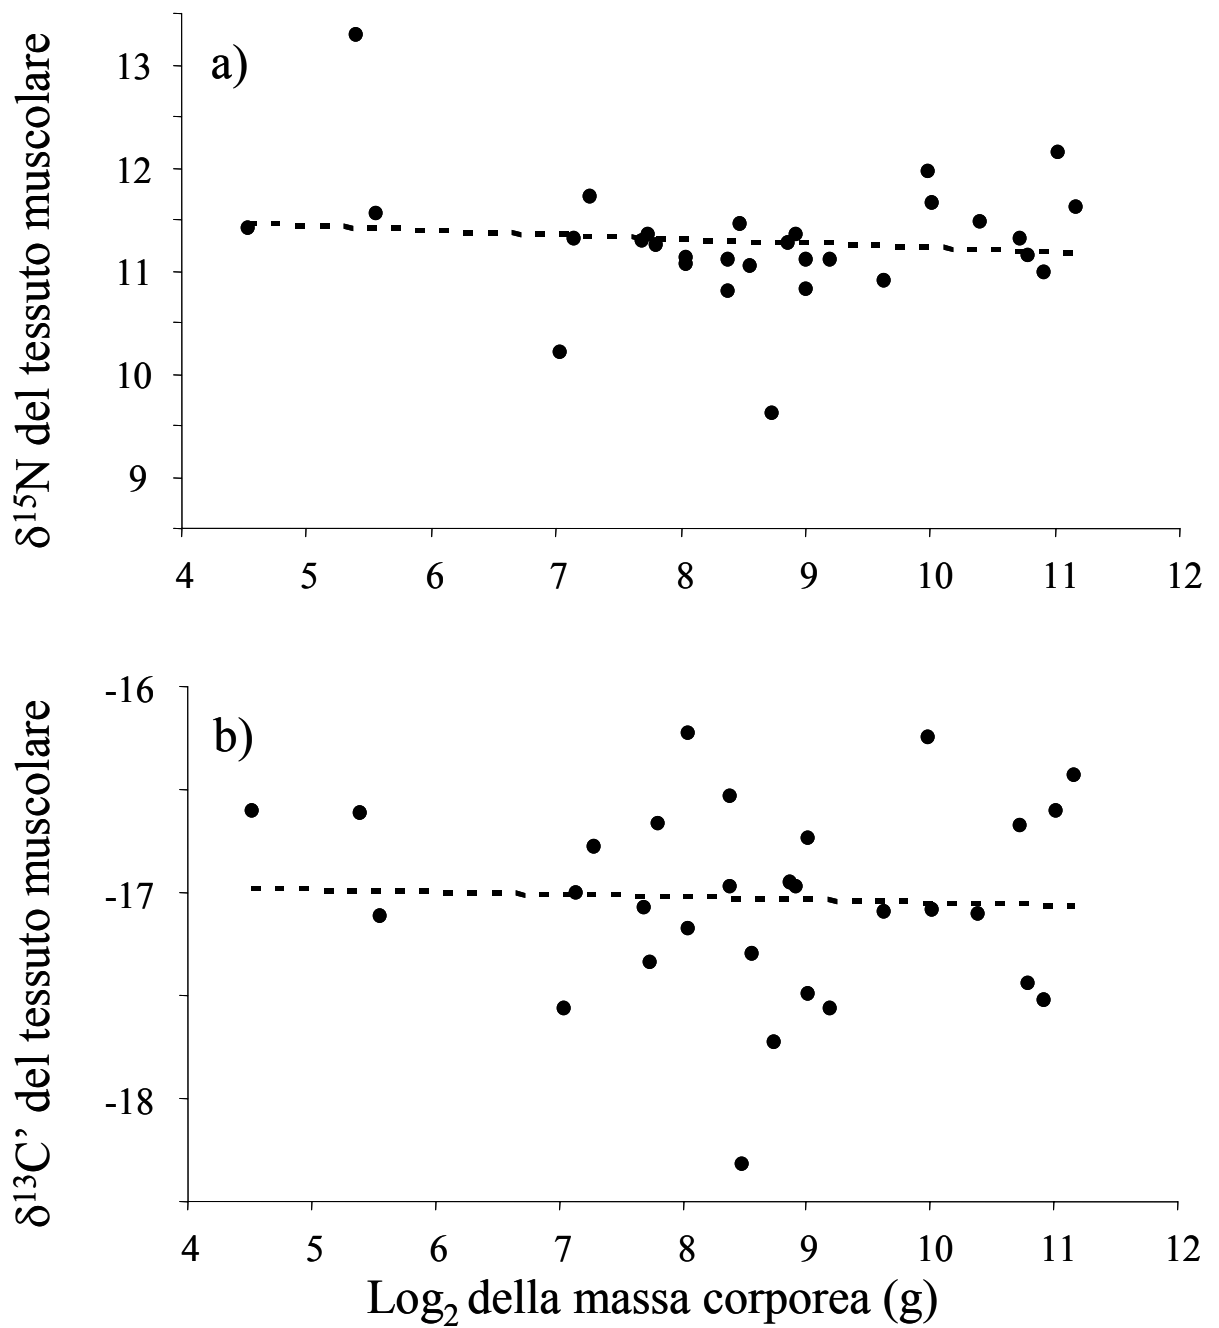 δ¹⁵N del tessuto muscolare
a)
13
12
11
10
9
4 5 6 7 8 9 10 11 12
δ¹³C’ del tessuto muscolare
b)
-16
-17
-18
4 5 6 7 8 9 10 11 12
Log₂ della massa corporea (g)